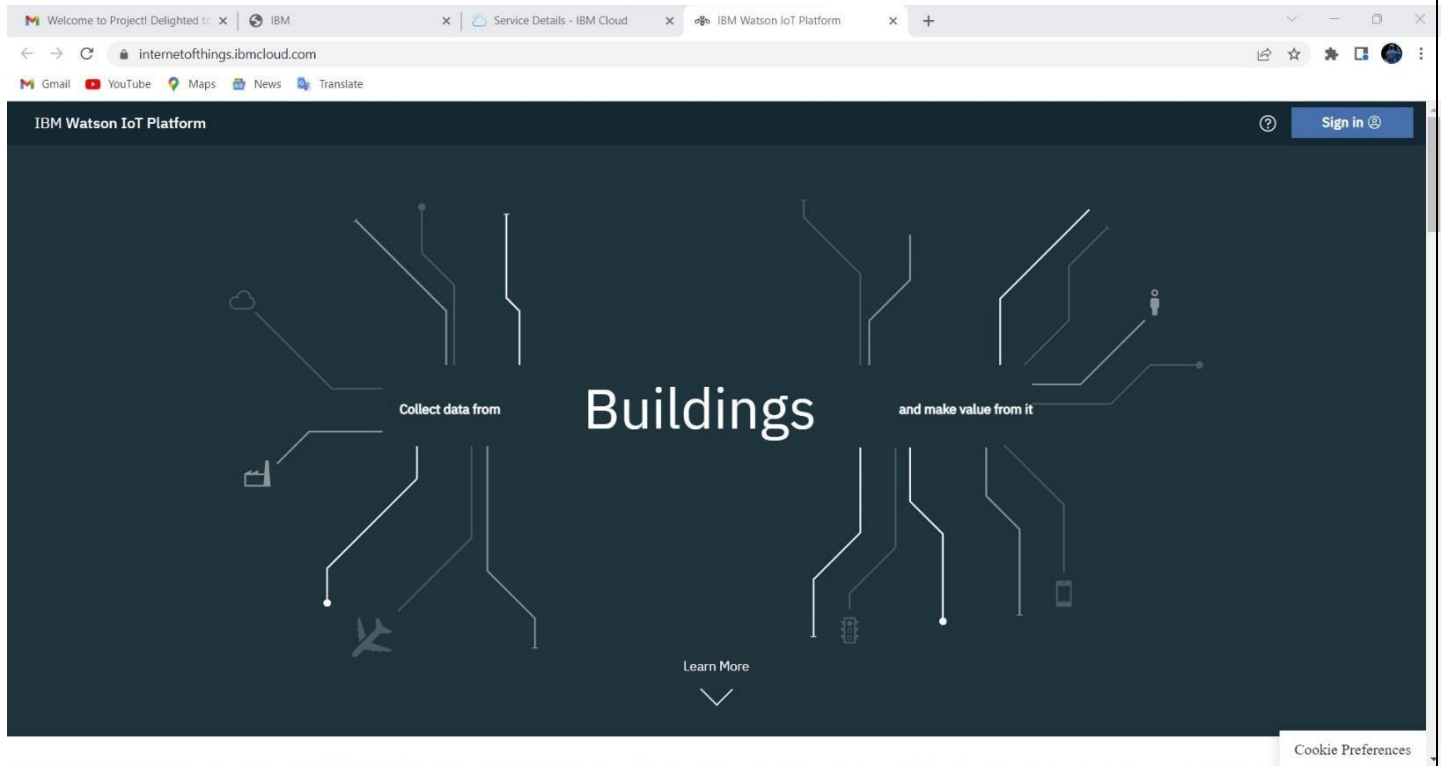 Welcome to Projectl Delighted to
IBM
Service Details - IBM Cloud
IBM Watson IoT Platform
internetofthings.ibmcloud.com
Gmail
YouTube
Maps
News
Translate
IBM Watson IoT Platform
Sign in
Collect data from
Buildings
and make value from it
Learn More
Cookie Preferences